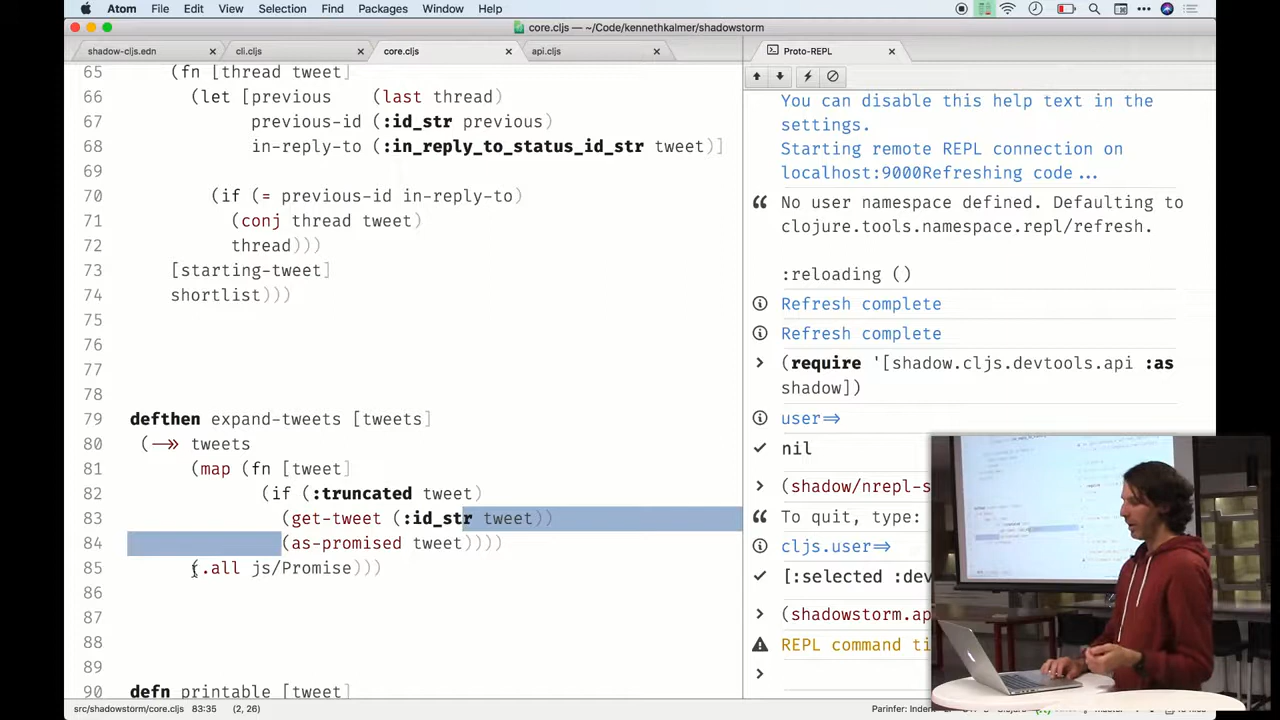 Atom File Edit View Selection Find Packages Window Help
core.cljs — ~/Code/kennethkalmer/shadowstorm
shadow-cljs.edn
cli.cljs
core.cljs
api.cljs
Proto-REPL
65 (fn [thread tweet]
66 (let [previous (last thread)
67 previous-id (:id_str previous)
68 in-reply-to (:in_reply_to_status_id_str tweet)]
69
70 (if (= previous-id in-reply-to)
71 (conj thread tweet)
72 thread)))
73 [starting-tweet]
74 shortlist)))
75
76
77
78
79 defthen expand-tweets [tweets]
80 (->> tweets
81 (map (fn [tweet]
82 (if (:truncated tweet)
83 (get-tweet (:id_str tweet))
84 (as-promised tweet))))
85 (.all js/Promise)))
86
87
88
89
90 defn printable [tweet]
You can disable this help text in the
settings.
Starting remote REPL connection on
localhost:9000Refreshing code...
No user namespace defined. Defaulting to
clojure.tools.namespace.repl/refresh.
:reloading ()
Refresh complete
Refresh complete
(require '[shadow.cljs.devtools.api :as
shadow])
user=>
nil
(shadow/nrepl-s
To quit, type:
cljs.user=>
[:selected :dev
(shadowstorm.ap
REPL command ti
src/shadowstorm/core.cljs 83:35 (2, 26)
Parinfer: Indent